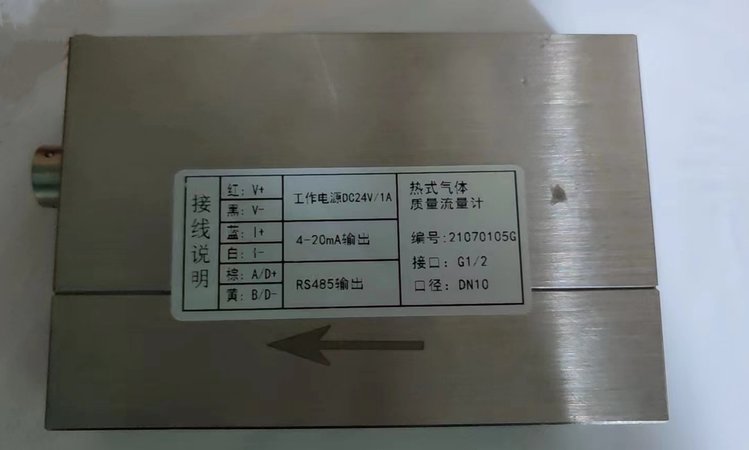 接线说明
红: V+
黑: V-
工作电源DC24V/1A
蓝: I+
白: I-
4-20mA输出
棕: A/D+
黄: B/D-
RS485输出
热式气体
质量流量计
编号:21070105G
接口: G1/2
口径: DN10